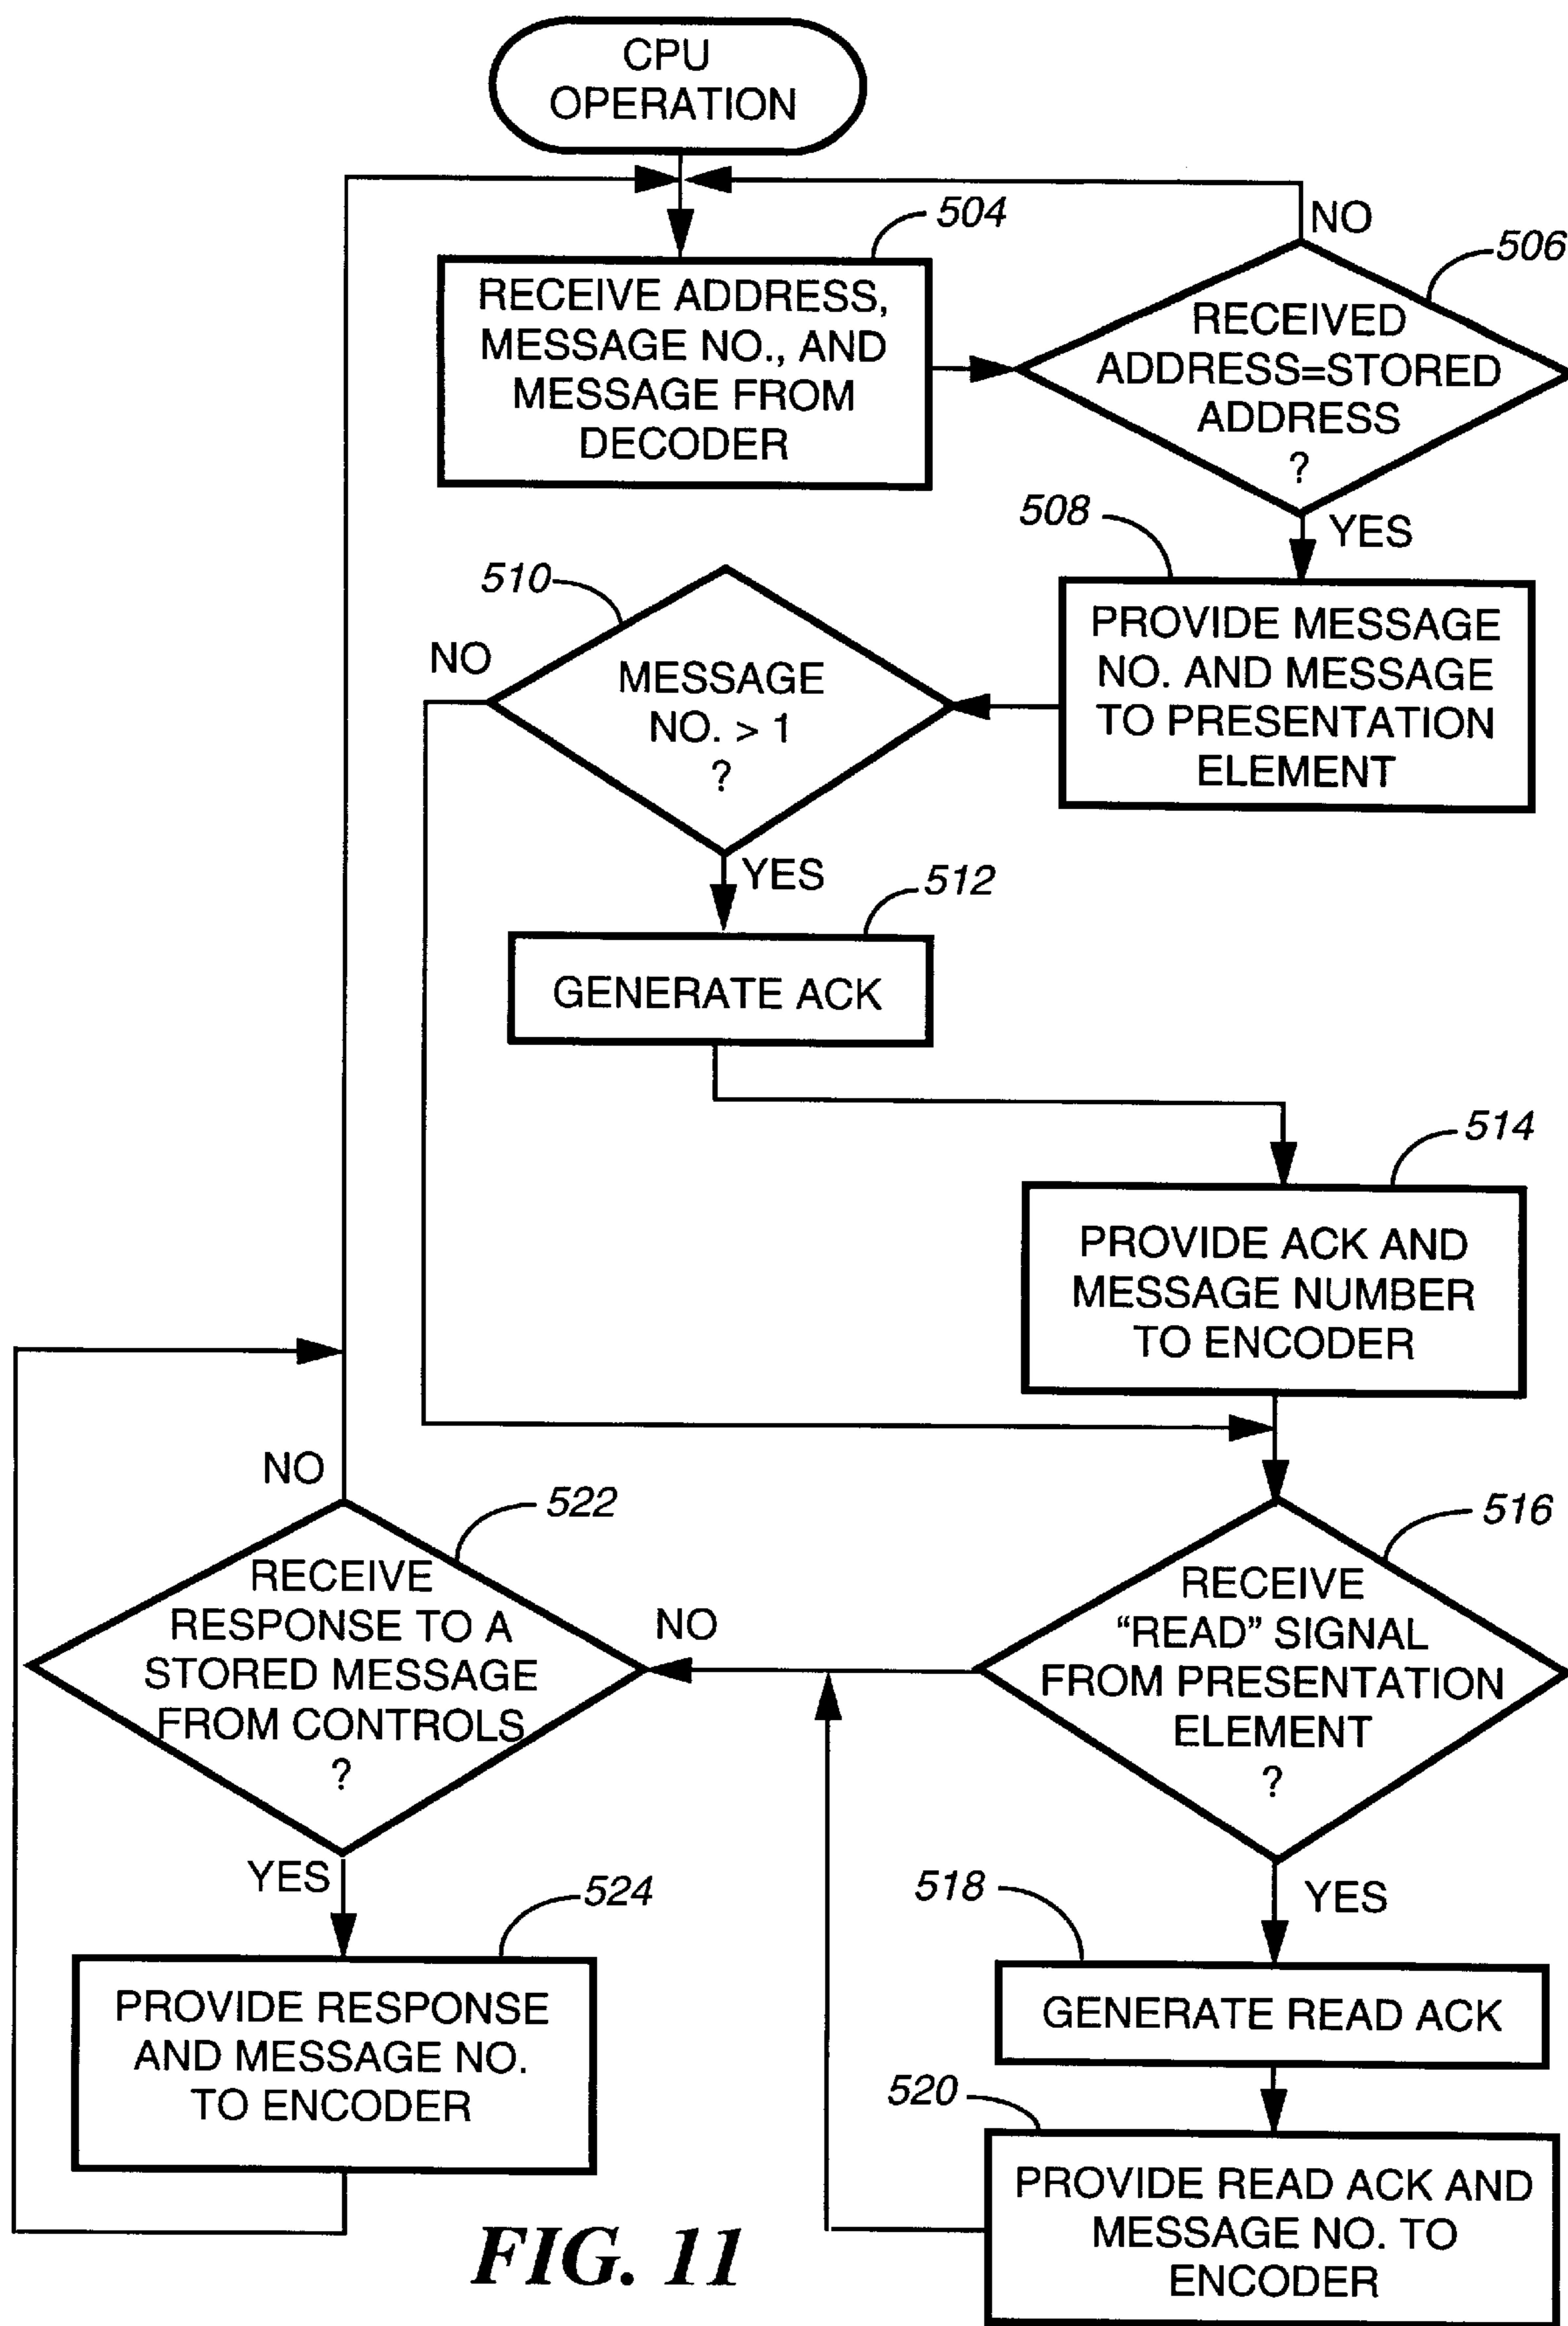 CPU
OPERATION
504
RECEIVE ADDRESS,
MESSAGE NO., AND
MESSAGE FROM
DECODER
NO
506
RECEIVED
ADDRESS=STORED
ADDRESS
?
YES
508
PROVIDE MESSAGE
NO. AND MESSAGE
TO PRESENTATION
ELEMENT
510
NO
MESSAGE
NO. > 1
?
YES
512
GENERATE ACK
514
PROVIDE ACK AND
MESSAGE NUMBER
TO ENCODER
516
RECEIVE
“READ” SIGNAL
FROM PRESENTATION
ELEMENT
?
NO
YES
518
GENERATE READ ACK
520
PROVIDE READ ACK AND
MESSAGE NO. TO
ENCODER
NO
522
RECEIVE
RESPONSE TO A
STORED MESSAGE
FROM CONTROLS
?
YES
524
PROVIDE RESPONSE
AND MESSAGE NO.
TO ENCODER
FIG. 11